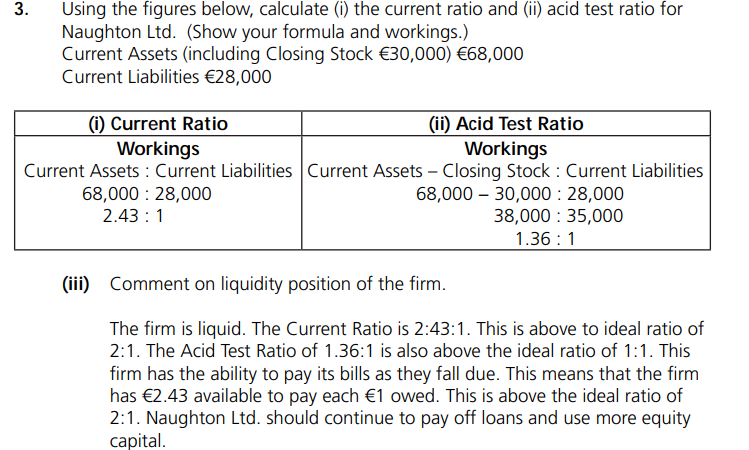 3. Using the figures below, calculate (i) the current ratio and (ii) acid test ratio for
Naughton Ltd. (Show your formula and workings.)
Current Assets (including Closing Stock €30,000) €68,000
Current Liabilities €28,000
(i) Current Ratio
Workings
Current Assets : Current Liabilities
68,000 : 28,000
2.43 : 1
(ii) Acid Test Ratio
Workings
Current Assets – Closing Stock : Current Liabilities
68,000 – 30,000 : 28,000
38,000 : 35,000
1.36 : 1
(iii) Comment on liquidity position of the firm.
The firm is liquid. The Current Ratio is 2:43:1. This is above to ideal ratio of
2:1. The Acid Test Ratio of 1.36:1 is also above the ideal ratio of 1:1. This
firm has the ability to pay its bills as they fall due. This means that the firm
has €2.43 available to pay each €1 owed. This is above the ideal ratio of
2:1. Naughton Ltd. should continue to pay off loans and use more equity
capital.